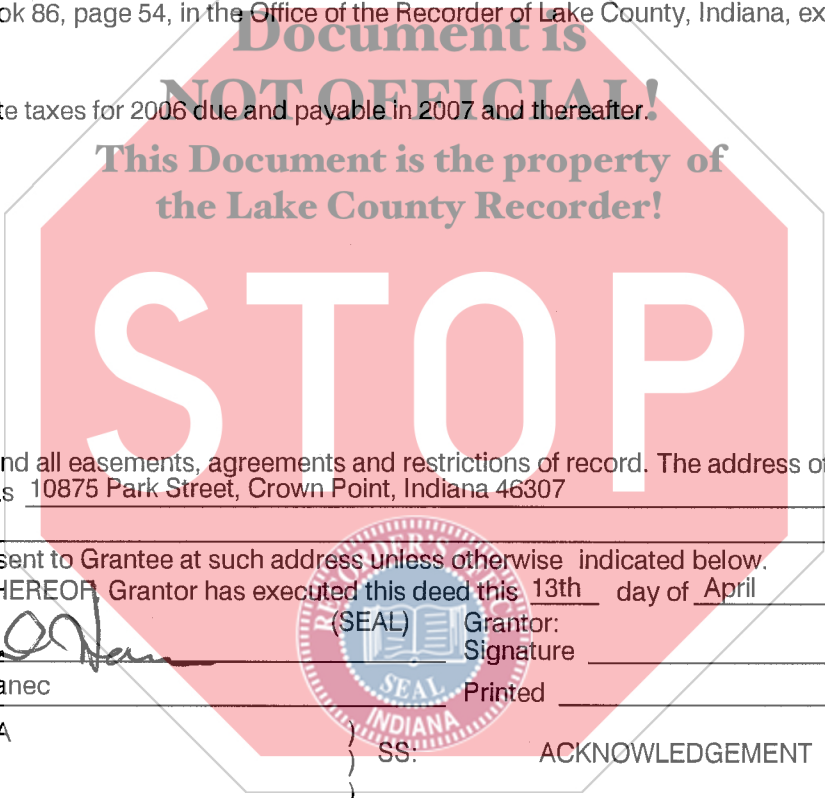 ok 86, page 54, in the Office of the Recorder of Lake County, Indiana, ex
Document is
NOT OFFICIAL!
te taxes for 2006 due and payable in 2007 and thereafter.
This Document is the property of
the Lake County Recorder!
STOP
nd all easements, agreements and restrictions of record. The address of
s 10875 Park Street, Crown Point, Indiana 46307
sent to Grantee at such address unless otherwise indicated below.
HEREOF, Grantor has executed this deed this 13th day of April
(SEAL) Grantor:
Signature
anec Printed
RECORDER'S OFFICE
SEAL
INDIANA
A ) SS: ACKNOWLEDGEMENT
)
)